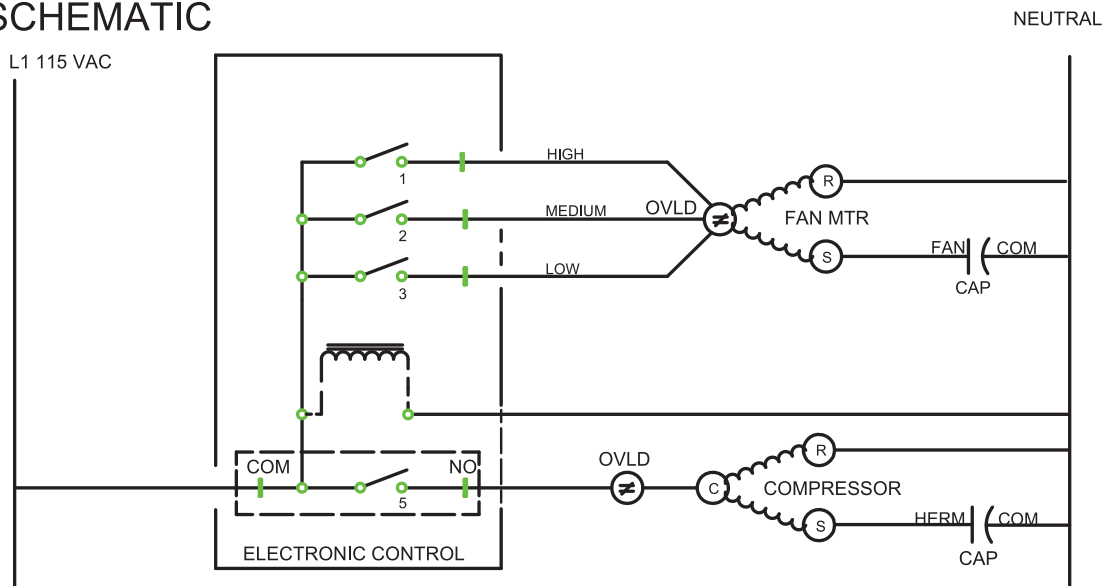 SCHEMATIC
NEUTRAL
L1 115 VAC
HIGH
1
MEDIUM
OVLD
2
LOW
3
R
FAN MTR
S
FAN
COM
CAP
COM
NO
5
OVLD
C
R
COMPRESSOR
S
HERM
COM
CAP
ELECTRONIC CONTROL